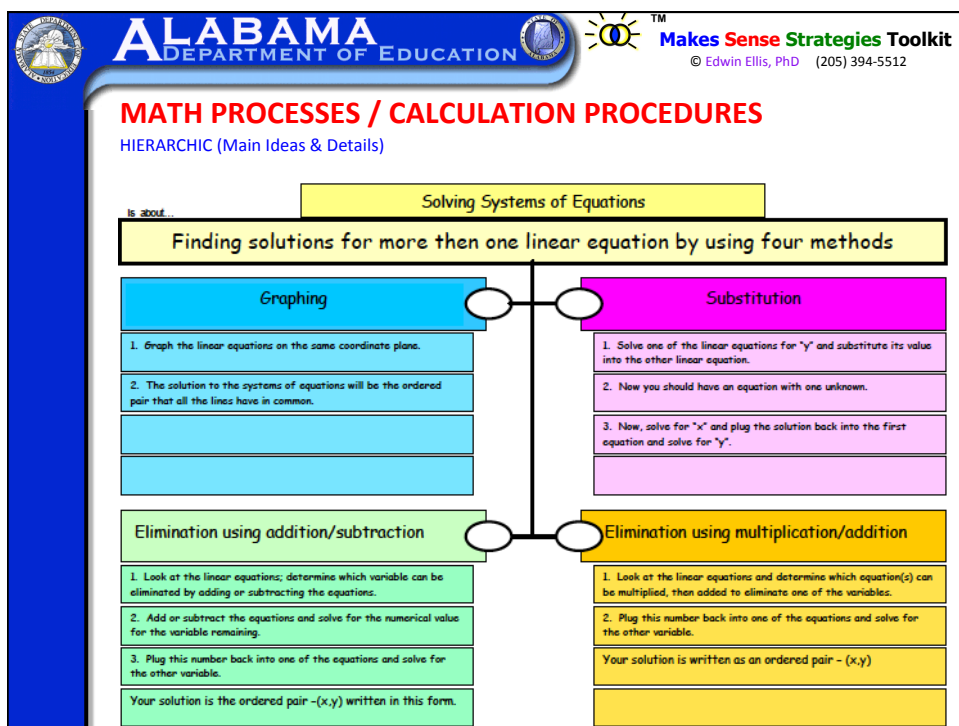 ALABAMA
DEPARTMENT OF EDUCATION
TM
Makes Sense Strategies Toolkit
© Edwin Ellis, PhD (205) 394-5512
MATH PROCESSES / CALCULATION PROCEDURES
HIERARCHIC (Main Ideas & Details)
Solving Systems of Equations
is about...
Finding solutions for more then one linear equation by using four methods
Graphing
1. Graph the linear equations on the same coordinate plane.
2. The solution to the systems of equations will be the ordered
pair that all the lines have in common.
Substitution
1. Solve one of the linear equations for "y" and substitute its value
into the other linear equation.
2. Now you should have an equation with one unknown.
3. Now, solve for "x" and plug the solution back into the first
equation and solve for "y".
Elimination using addition/subtraction
1. Look at the linear equations; determine which variable can be
eliminated by adding or subtracting the equations.
2. Add or subtract the equations and solve for the numerical value
for the variable remaining.
3. Plug this number back into one of the equations and solve for
the other variable.
Your solution is the ordered pair –(x,y) written in this form.
Elimination using multiplication/addition
1. Look at the linear equations and determine which equation(s) can
be multiplied, then added to eliminate one of the variables.
2. Plug this number back into one of the equations and solve for
the other variable.
Your solution is written as an ordered pair – (x,y)